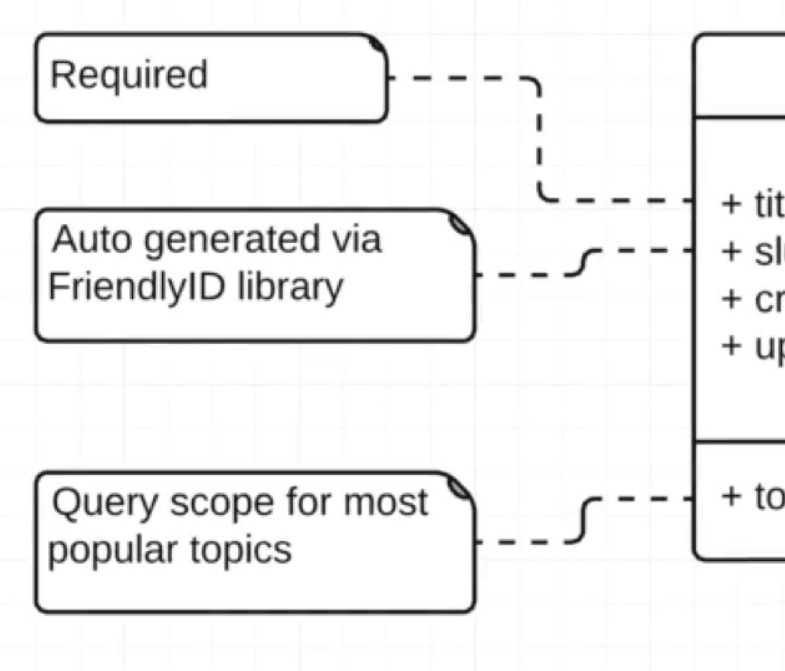 Required
Auto generated via
FriendlyID library
Query scope for most
popular topics
+ tit
+ sl
+ cr
+ up
+ to